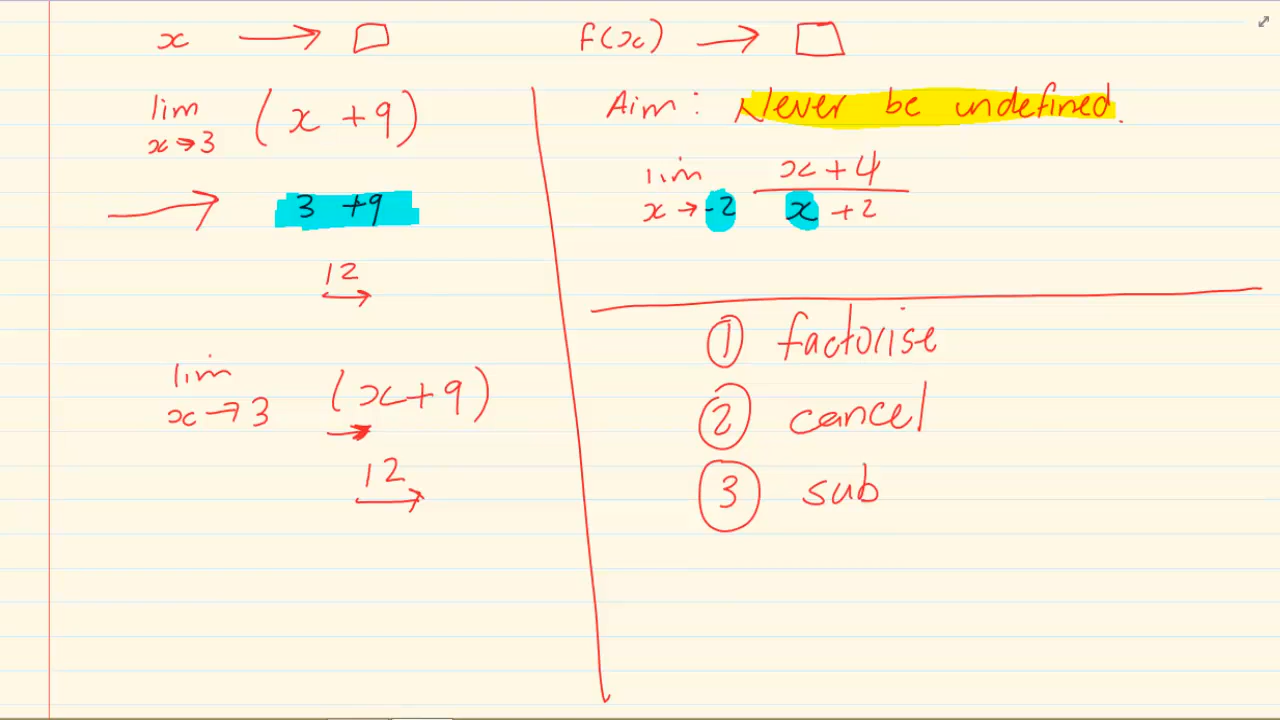 x → □
lim x→3 (x + 9)
→ 3 + 9
12
lim x→3 (x + 9)
12
f(x) → □
Aim : Never be undefined.
lim x→-2 x + 4 / x + 2
① factorise
② cancel
③ sub